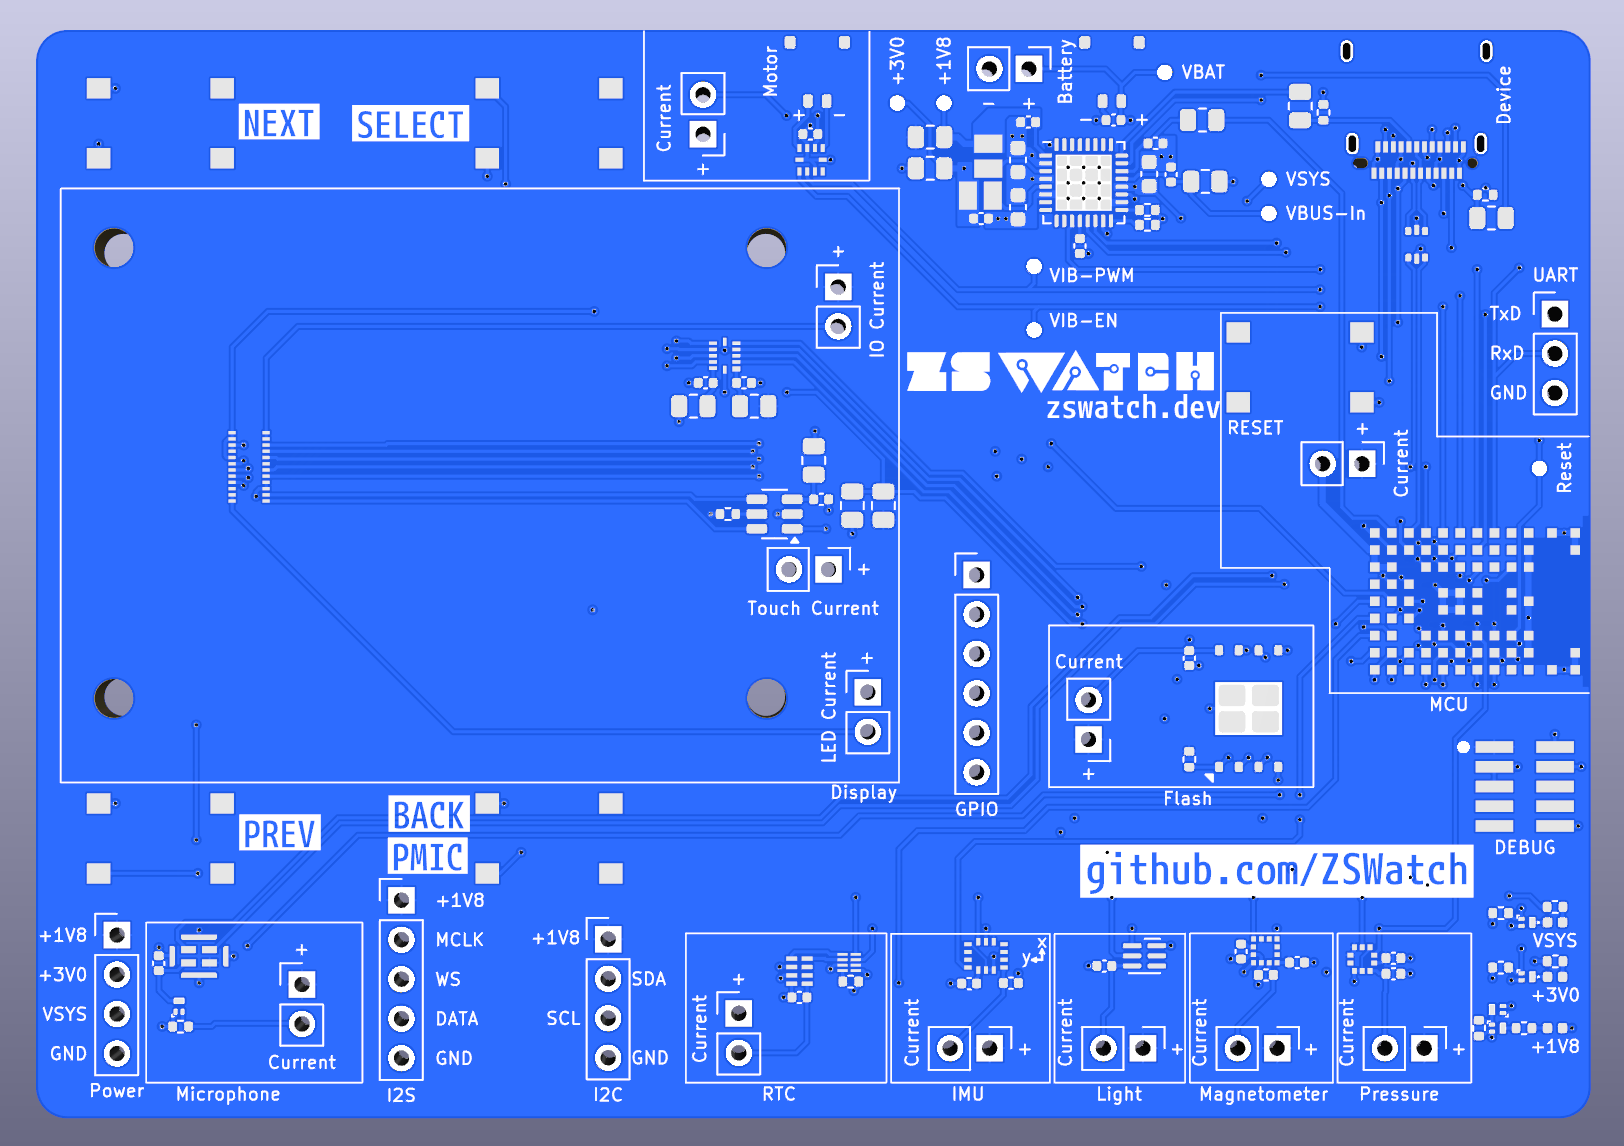 Motor
Current
+
+ -
+3V0
+1V8
Battery
- +
- +
VBAT
Device
NEXT
SELECT
VSYS
VBUS-In
VIB-PWM
VIB-EN
UART
TxD
RxD
GND
+
IO Current
ZSWATCH
zswatch.dev
RESET
+
Current
Reset
+
Touch Current
+
LED Current
Display
GPIO
Current
+
Flash
MCU
DEBUG
PREV
BACK
PMIC
github.com/ZSWatch
+1V8
+3V0
VSYS
GND
Power
+
Current
Microphone
+1V8
MCLK
WS
DATA
GND
I2S
+1V8
SDA
SCL
GND
I2C
+
Current
RTC
x
y
Current
+
IMU
Current
+
Light
Current
+
Magnetometer
Current
+
Pressure
VSYS
+3V0
+1V8